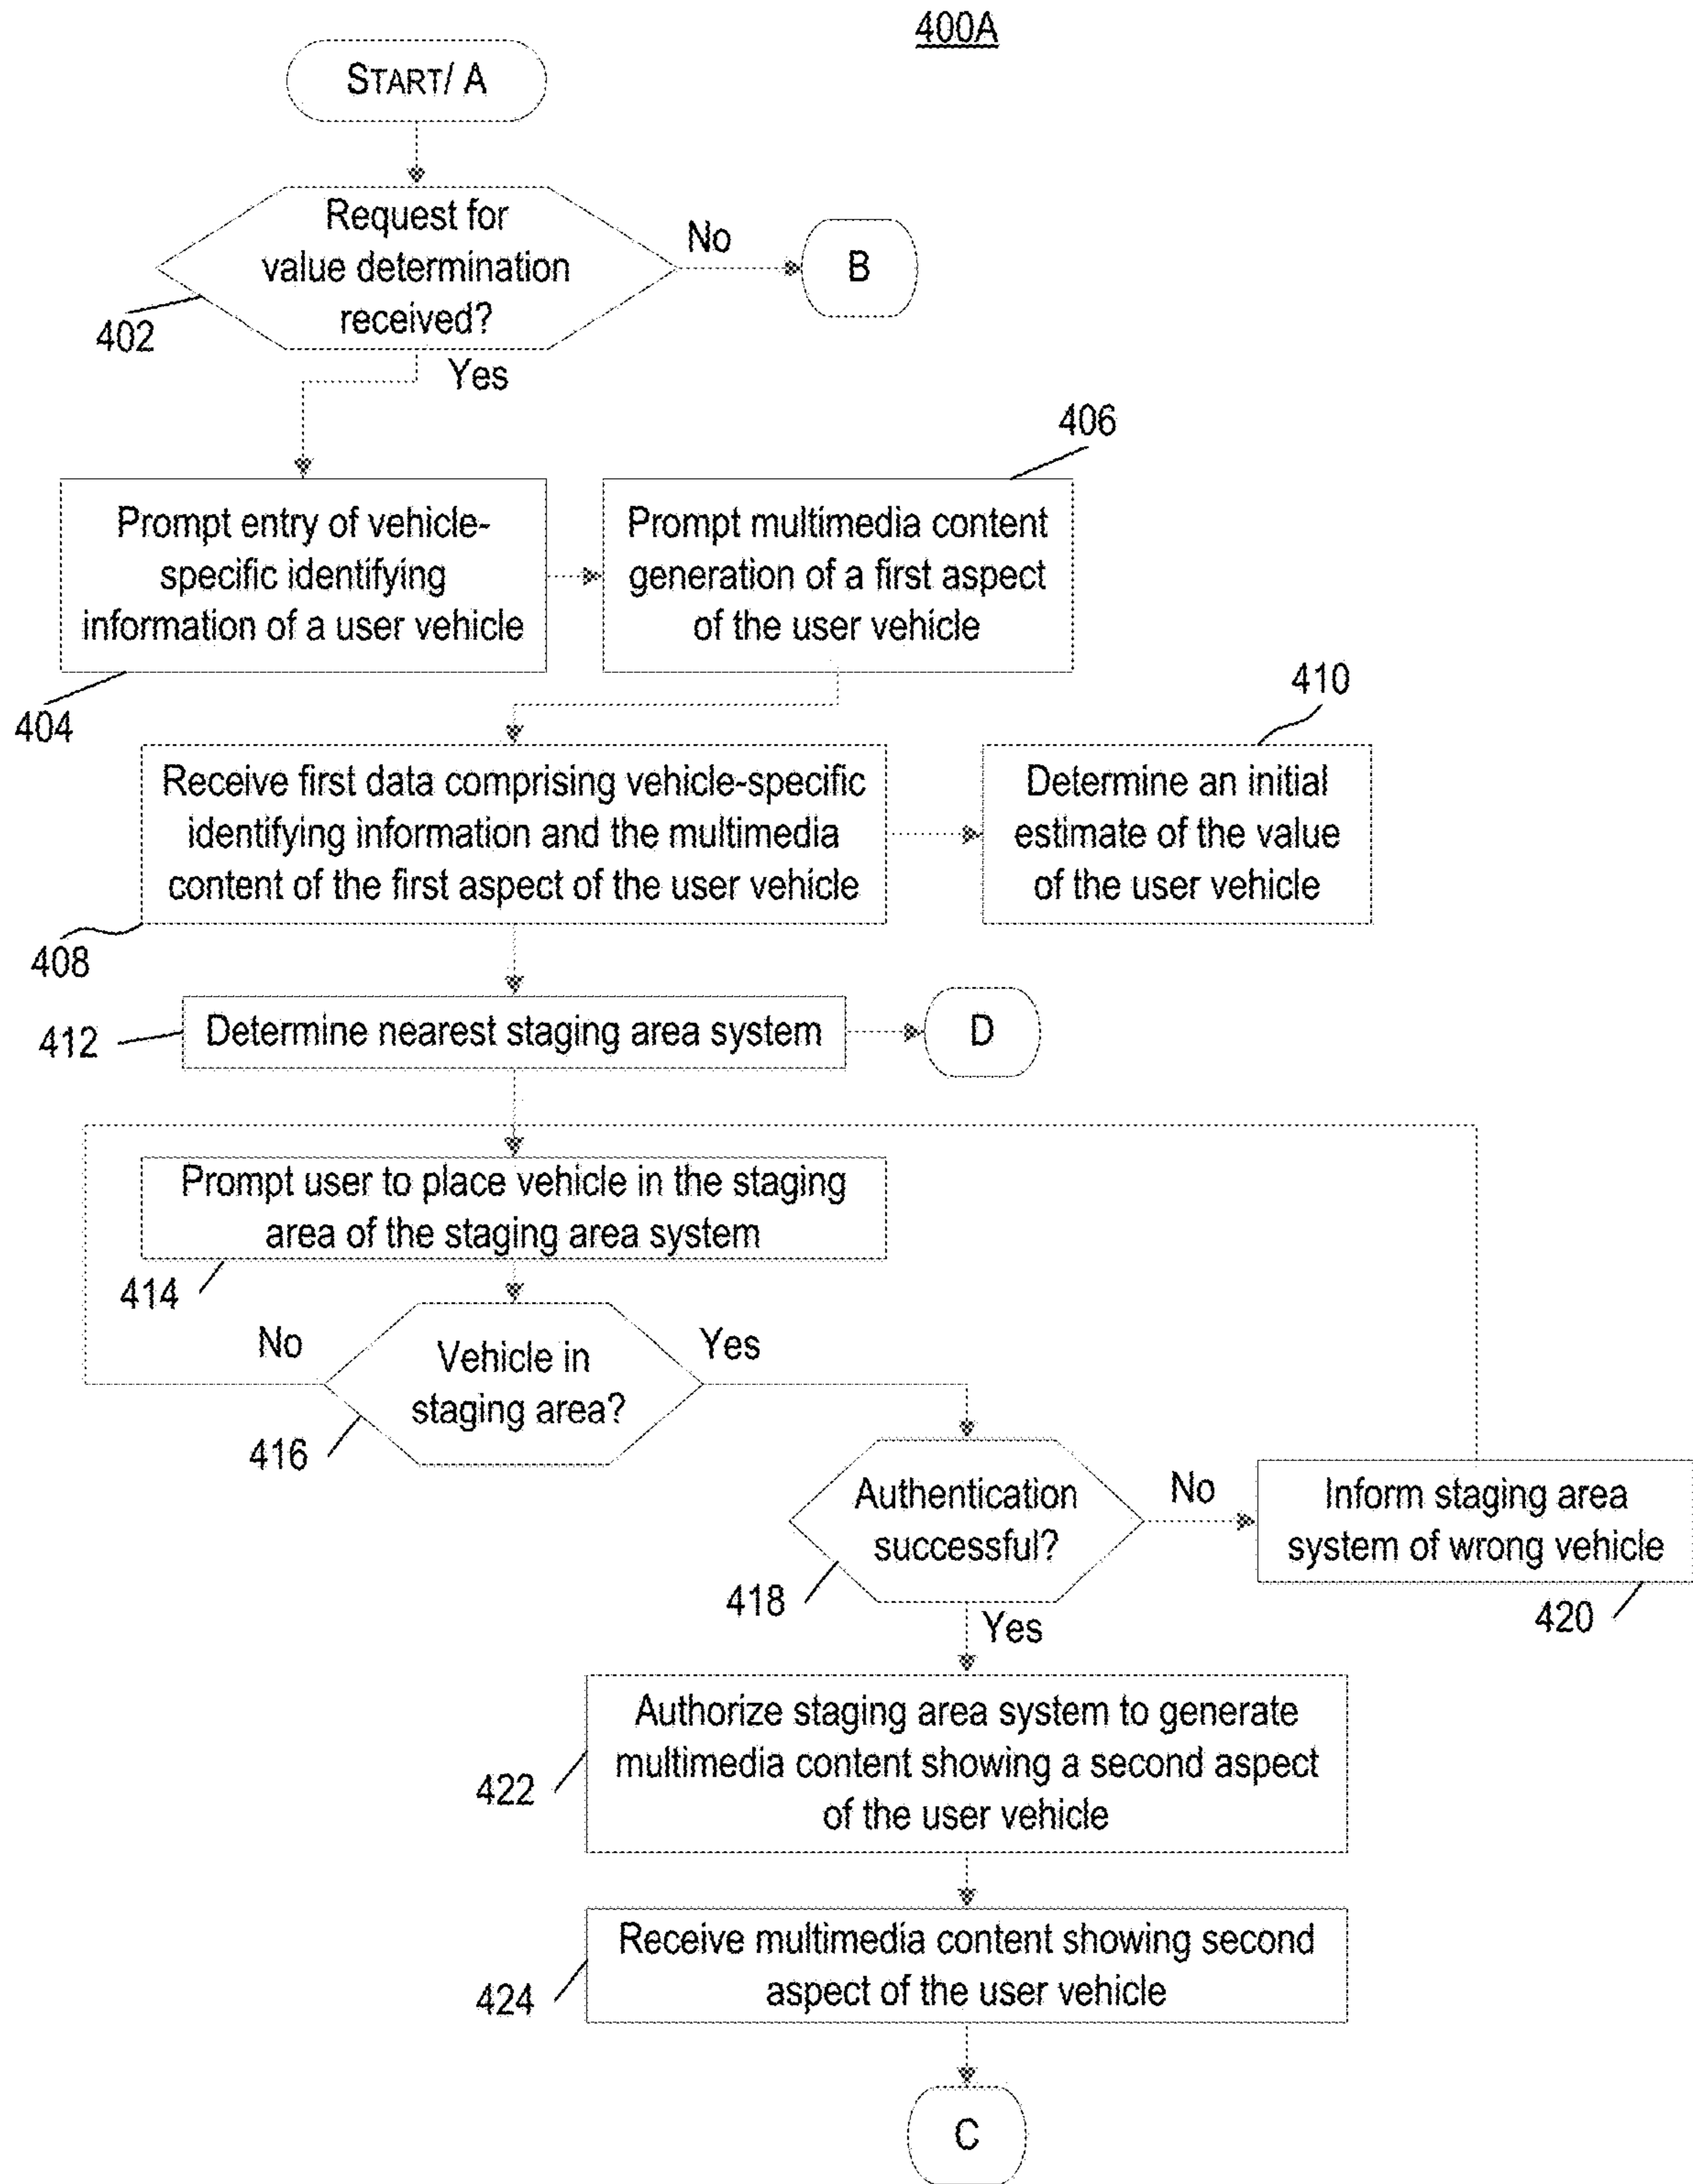 400A
START/ A
Request for
value determination
received?
No
B
402
Yes
406
Prompt entry of vehicle-
specific identifying
information of a user vehicle
Prompt multimedia content
generation of a first aspect
of the user vehicle
404
410
Receive first data comprising vehicle-specific
identifying information and the multimedia
content of the first aspect of the user vehicle
Determine an initial
estimate of the value
of the user vehicle
408
412
Determine nearest staging area system
D
Prompt user to place vehicle in the staging
area of the staging area system
414
No
Vehicle in
staging area?
Yes
416
Authentication
successful?
No
Inform staging area
system of wrong vehicle
418
420
Yes
Authorize staging area system to generate
multimedia content showing a second aspect
of the user vehicle
422
Receive multimedia content showing second
aspect of the user vehicle
424
C